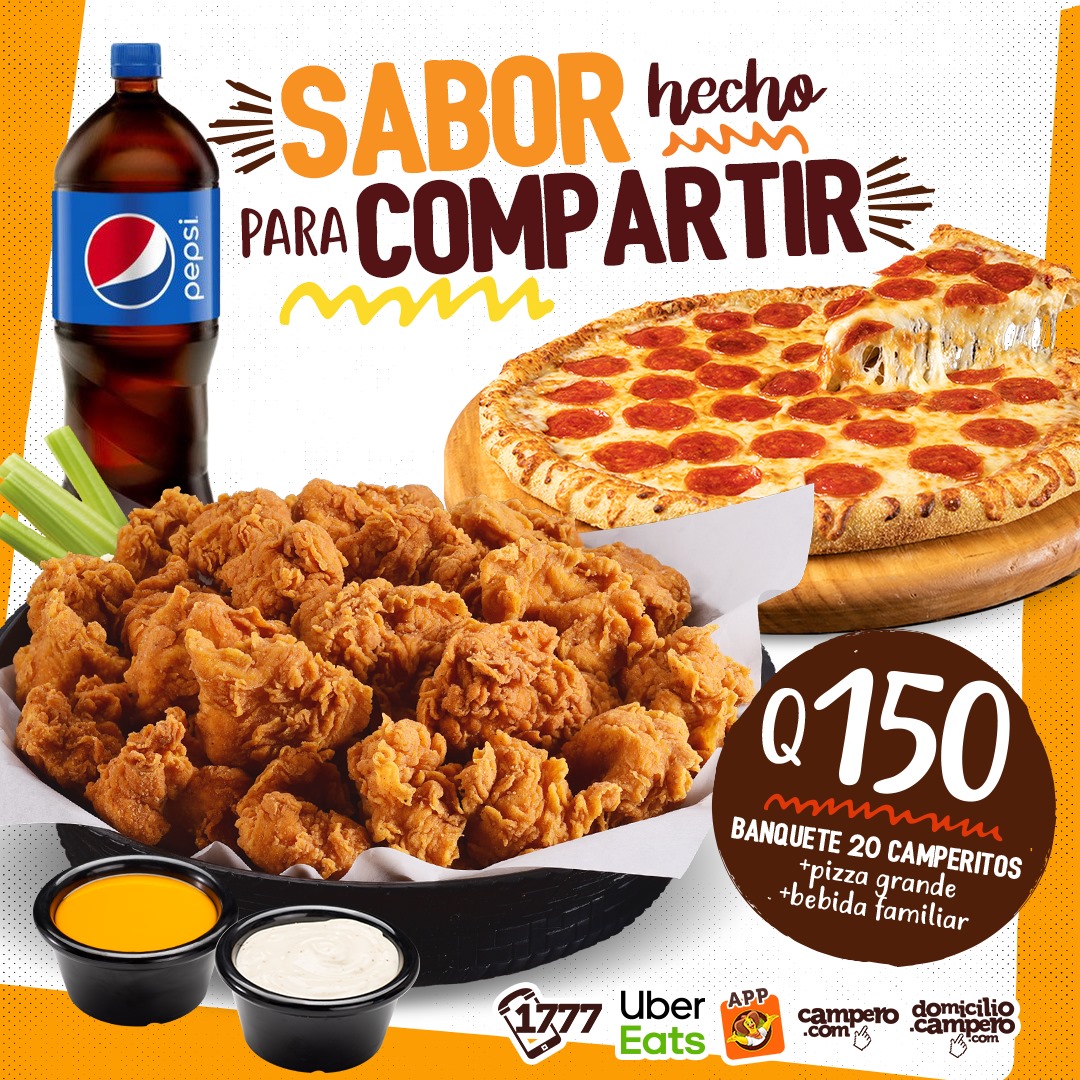 SABOR hecho
PARA COMPARTIR
pepsi
Q150
BANQUETE 20 CAMPERITOS
+pizza grande
+bebida familiar
1777
Uber
Eats
APP
campero
.com
domicilio
.campero
.com